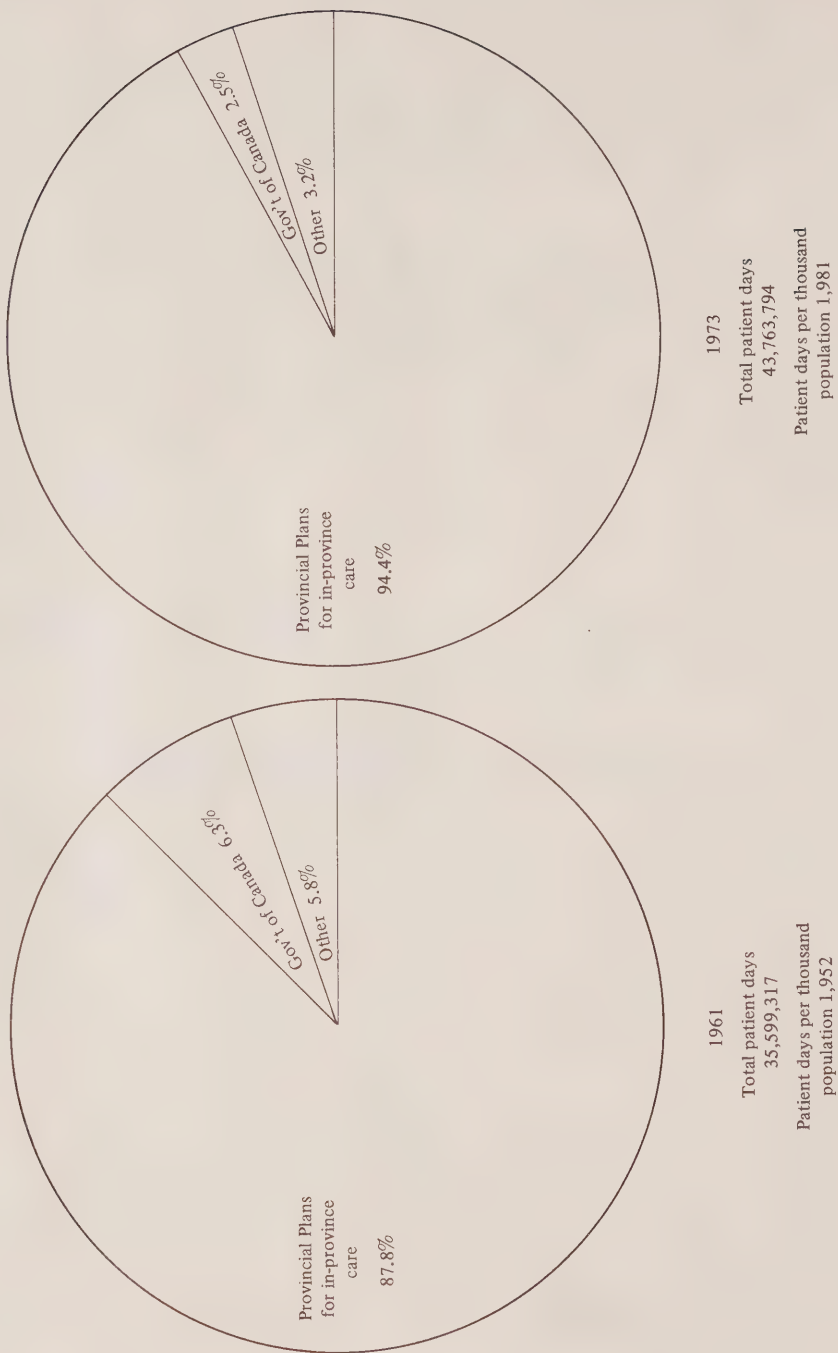 Provincial Plans
for in-province
care
87.8%
Gov't of Canada 6.3%
Other 5.8%
1961
Total patient days
35,599,317
Patient days per thousand
population 1,952
Provincial Plans
for in-province
care
94.4%
Gov't of Canada 2.5%
Other 3.2%
1973
Total patient days
43,763,794
Patient days per thousand
population 1,981